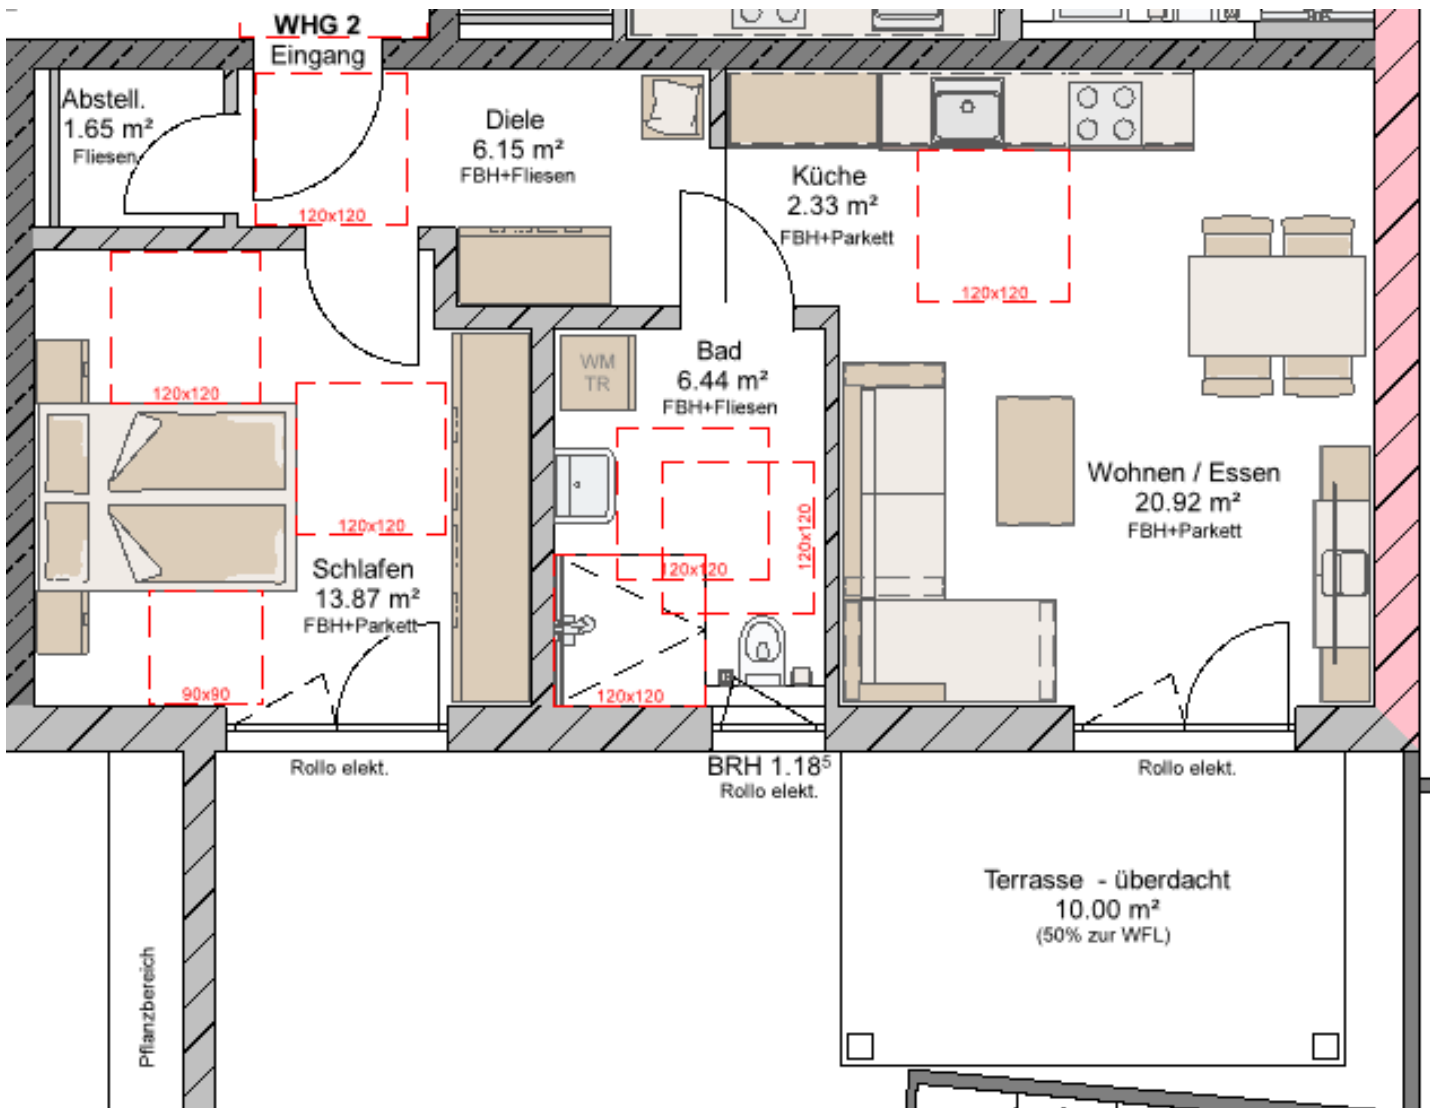 WHG 2
Eingang
Abstell.
1.65 m²
Fliesen
120x120
Diele
6.15 m²
FBH+Fliesen
Küche
2.33 m²
FBH+Parkett
120x120
120x120
120x120
Schlafen
13.87 m²
FBH+Parkett
90x90
WM
TR
Bad
6.44 m²
FBH+Fliesen
120x120
120x120
120x120
Wohnen / Essen
20.92 m²
FBH+Parkett
Rollo elekt.
BRH 1.18⁵
Rollo elekt.
Rollo elekt.
Terrasse - überdacht
10.00 m²
(50% zur WFL)
Pflanzbereich